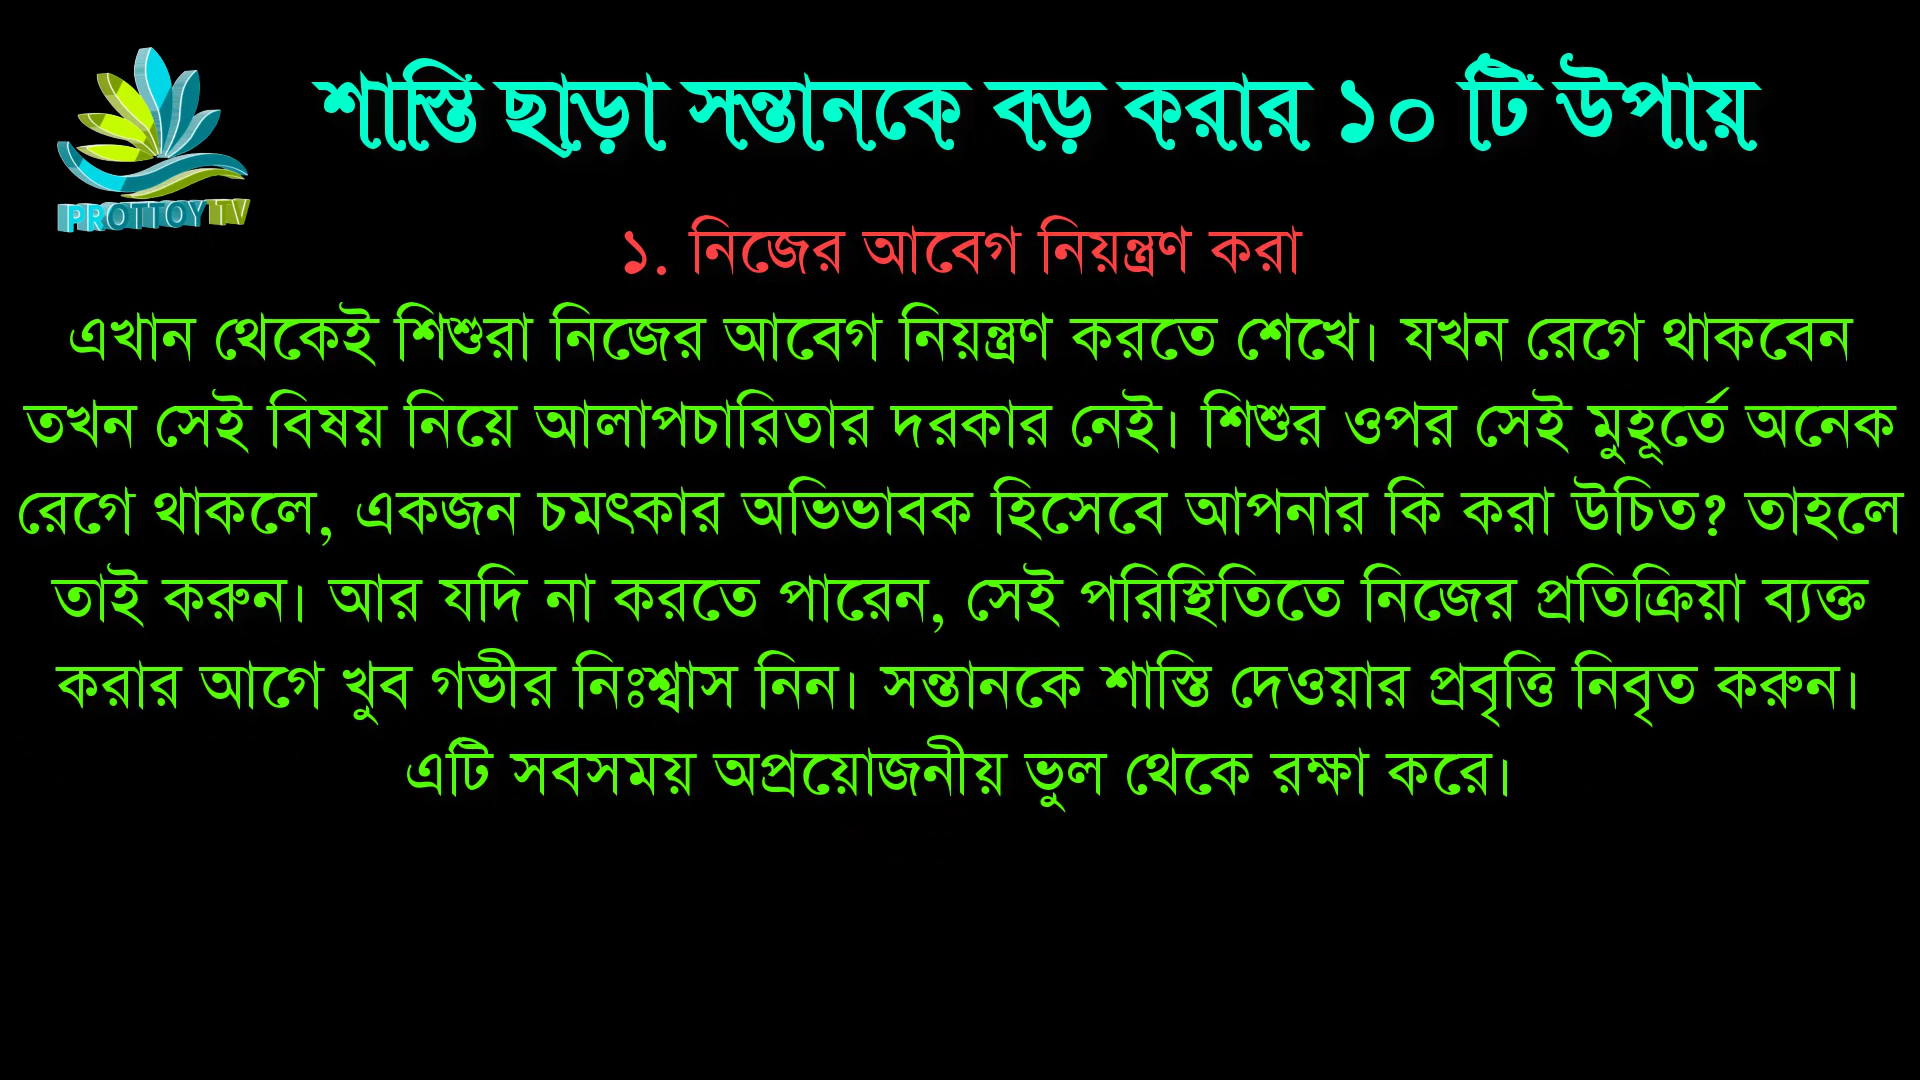 শাস্তি ছাড়া সন্তানকে বড় করার ১০ টি উপায়
PROTTOY TV
১. নিজের আবেগ নিয়ন্ত্রণ করা
এখান থেকেই শিশুরা নিজের আবেগ নিয়ন্ত্রণ করতে শেখে। যখন রেগে থাকবেন
তখন সেই বিষয় নিয়ে আলাপচারিতার দরকার নেই। শিশুর ওপর সেই মুহূর্তে অনেক
রেগে থাকলে, একজন চমৎকার অভিভাবক হিসেবে আপনার কি করা উচিত? তাহলে
তাই করুন। আর যদি না করতে পারেন, সেই পরিস্থিতিতে নিজের প্রতিক্রিয়া ব্যক্ত
করার আগে খুব গভীর নিঃশ্বাস নিন। সন্তানকে শাস্তি দেওয়ার প্রবৃত্তি নিবৃত করুন।
এটি সবসময় অপ্রয়োজনীয় ভুল থেকে রক্ষা করে।